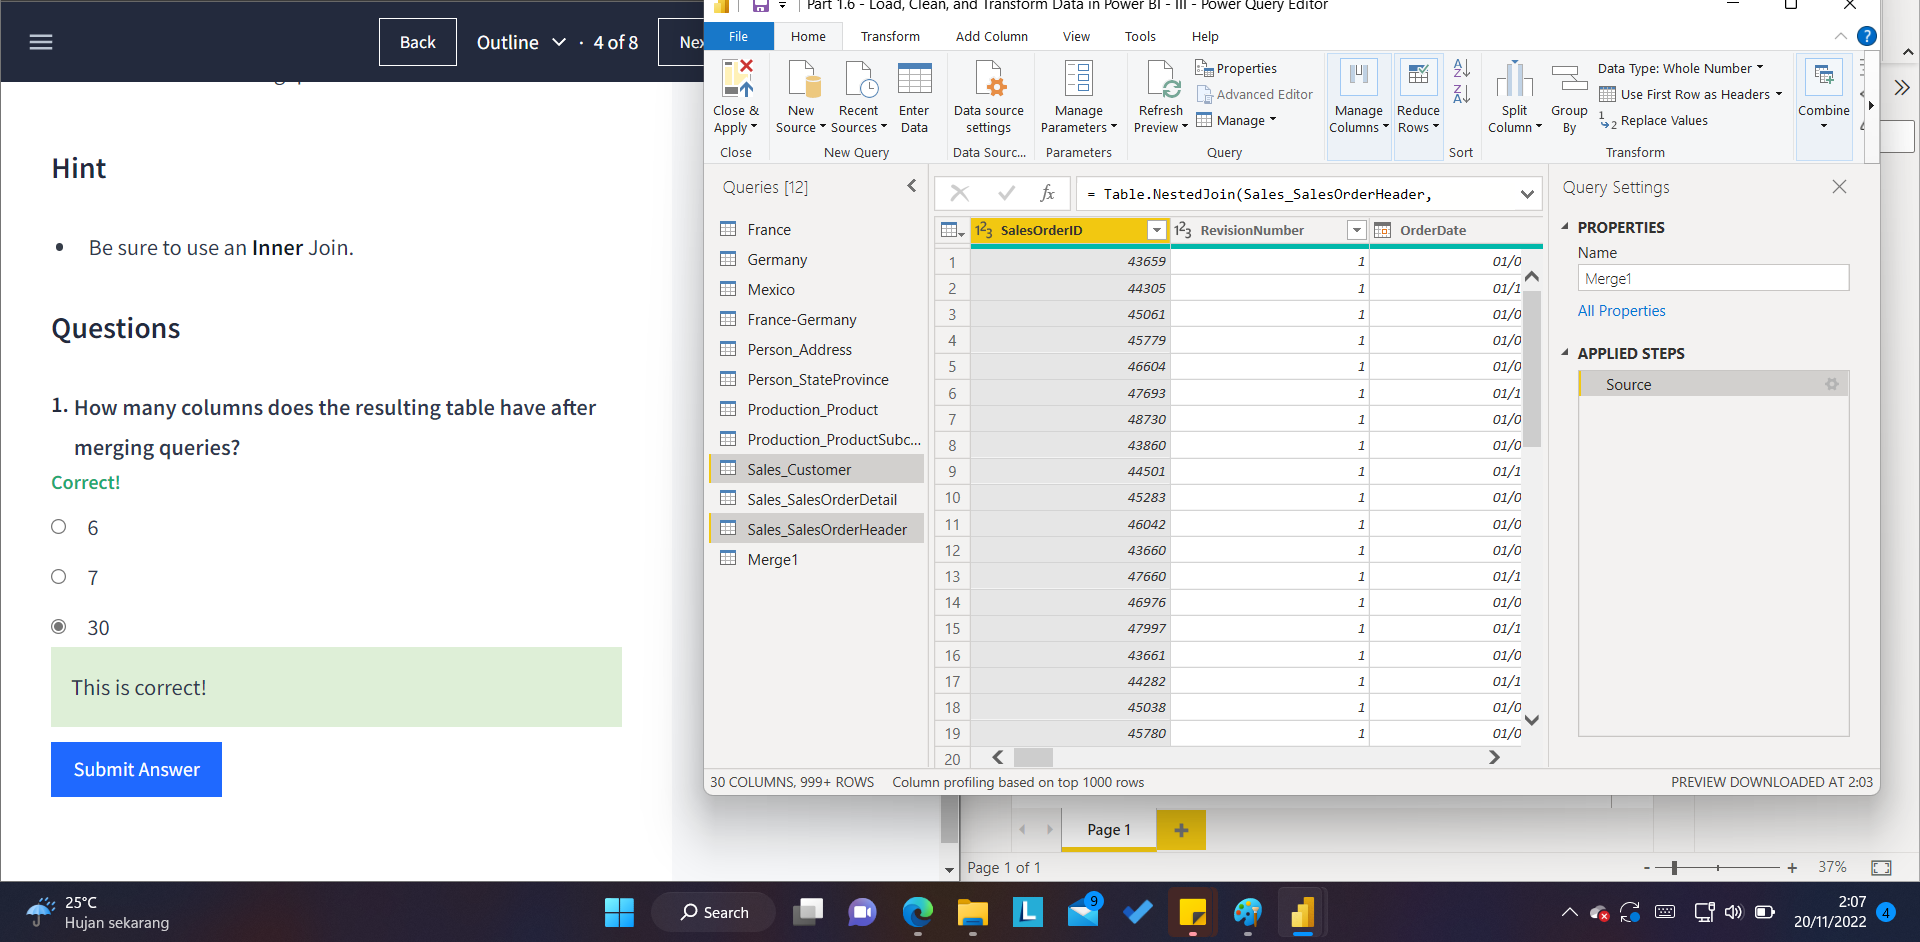 Back
Outline
· 4 of 8
Hint
• Be sure to use an Inner Join.
Questions
1. How many columns does the resulting table have after
merging queries?
Correct!
6
7
30
This is correct!
Submit Answer
Part 1.6 - Load, Clean, and Transform Data in Power BI - III - Power Query Editor
File
Home
Transform
Add Column
View
Tools
Help
Close &
Apply
Close
New
Source
Recent
Sources
Enter
Data
New Query
Data source
settings
Data Sourc...
Manage
Parameters
Parameters
Refresh
Preview
Properties
Advanced Editor
Manage
Query
Manage
Columns
Reduce
Rows
Sort
Split
Column
Group
By
Data Type: Whole Number
Use First Row as Headers
Replace Values
Transform
Combine
Queries [12]
France
Germany
Mexico
France-Germany
Person_Address
Person_StateProvince
Production_Product
Production_ProductSubc...
Sales_Customer
Sales_SalesOrderDetail
Sales_SalesOrderHeader
Merge1
fx
= Table.NestedJoin(Sales_SalesOrderHeader,
SalesOrderID RevisionNumber OrderDate
1 43659 1 01/0
2 44305 1 01/1
3 45061 1 01/0
4 45779 1 01/0
5 46604 1 01/0
6 47693 1 01/1
7 48730 1 01/0
8 43860 1 01/0
9 44501 1 01/1
10 45283 1 01/0
11 46042 1 01/0
12 43660 1 01/0
13 47660 1 01/1
14 46976 1 01/0
15 47997 1 01/1
16 43661 1 01/0
17 44282 1 01/1
18 45038 1 01/0
19 45780 1 01/0
20
Query Settings
PROPERTIES
Name
Merge1
All Properties
APPLIED STEPS
Source
30 COLUMNS, 999+ ROWS
Column profiling based on top 1000 rows
PREVIEW DOWNLOADED AT 2:03
Page 1
Page 1 of 1
37%
25°C
Hujan sekarang
Search
9
2:07
20/11/2022
4